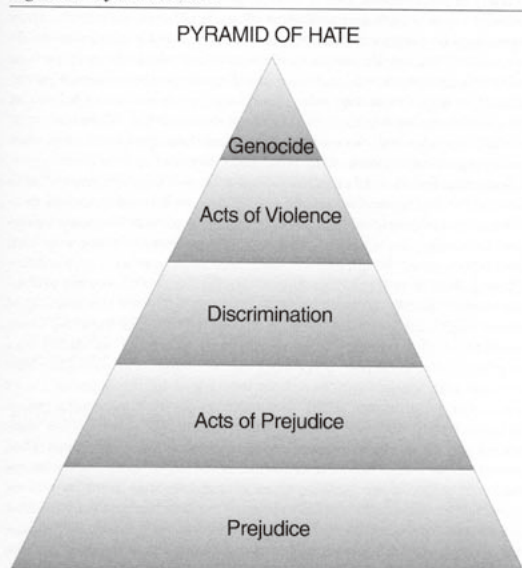 PYRAMID OF HATE
Genocide
Acts of Violence
Discrimination
Acts of Prejudice
Prejudice